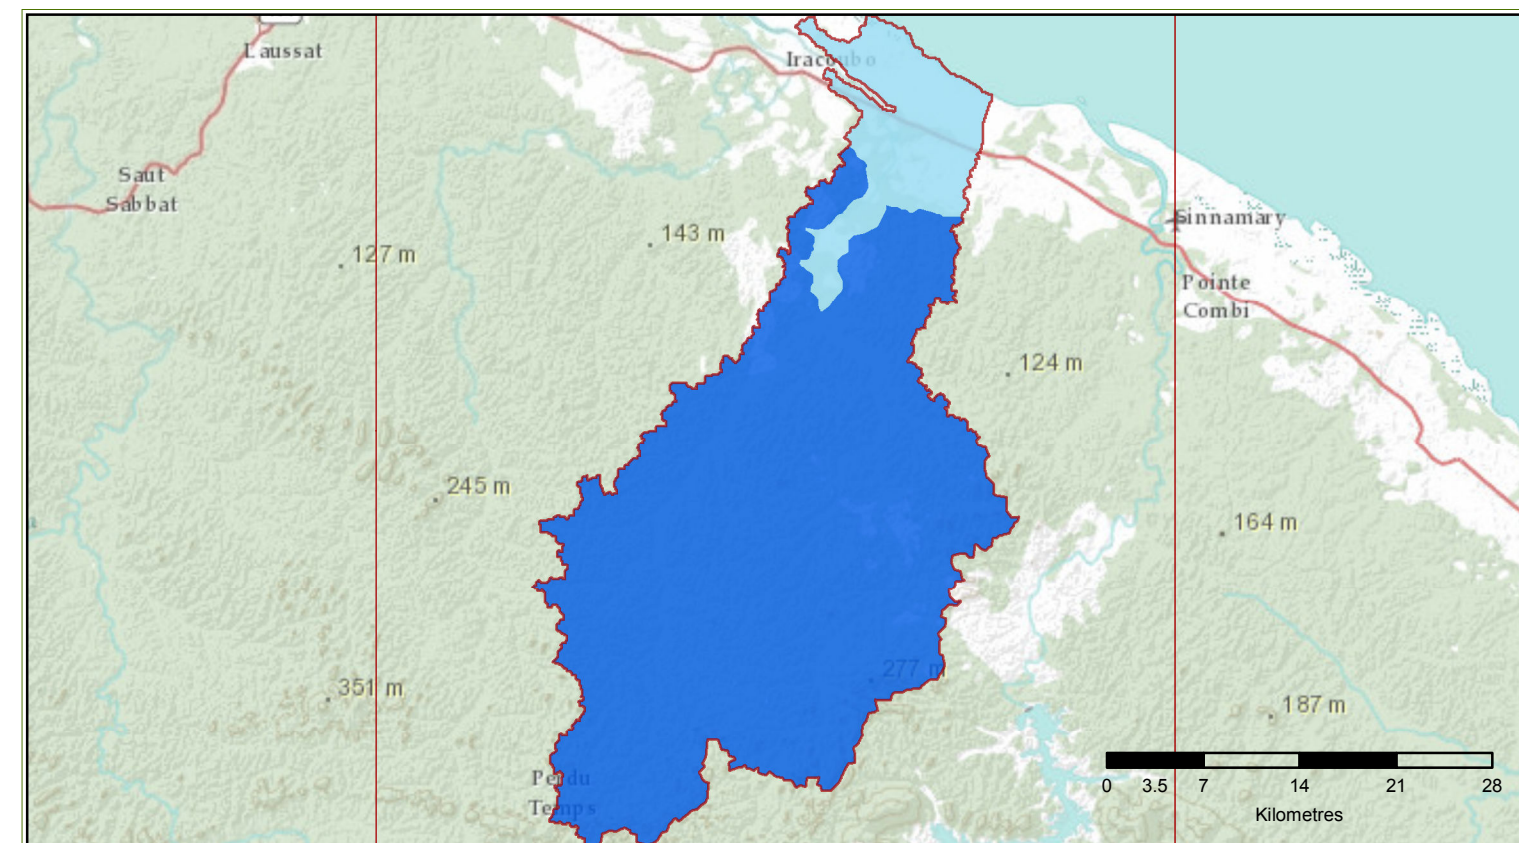 Laussat
Iracoubo
Saut
Sabbat
Sinnamary
143 m
127 m
Pointe
Combi
124 m
245 m
164 m
277 m
351 m
187 m
Perdu
Temps
0 3.5 7 14 21 28
Kilometres